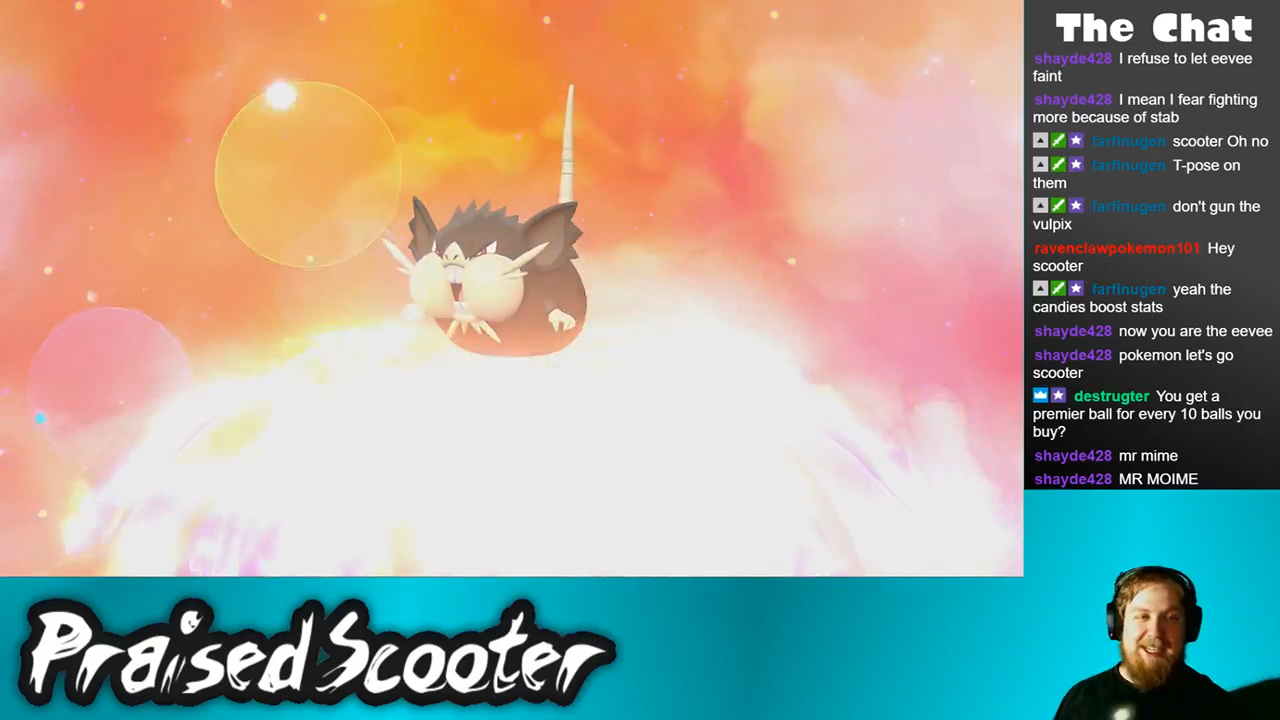 The Chat
shayde428 I refuse to let eevee
faint
shayde428 I mean I fear fighting
more because of stab
farfinugen scooter Oh no
farfinugen T-pose on
them
farfinugen don't gun the
vulpix
ravenclawpokemon101 Hey
scooter
farfinugen yeah the
candies boost stats
shayde428 now you are the eevee
shayde428 pokemon let's go
scooter
destrugter You get a
premier ball for every 10 balls you
buy?
shayde428 mr mime
shayde428 MR MOIME
PraisedScooter